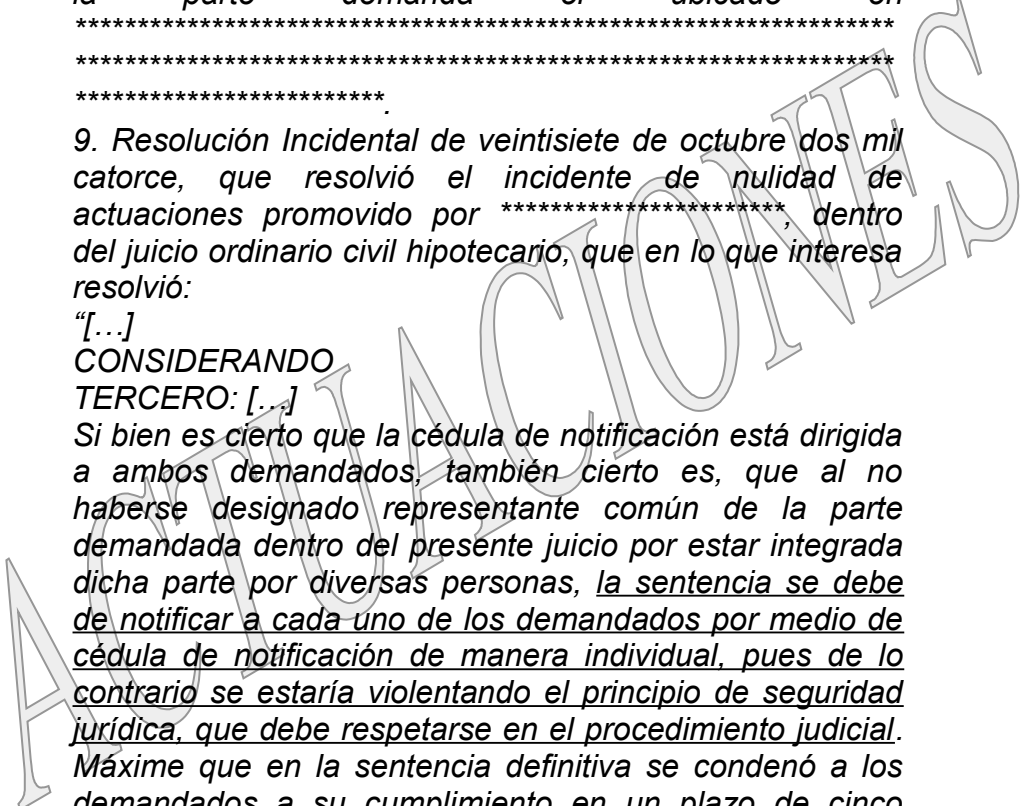 la parte demanda el ubicado en
******************************************************************
******************************************************************
*************************.
9. Resolución Incidental de veintisiete de octubre dos mil
catorce, que resolvió el incidente de nulidad de
actuaciones promovido por ***********************, dentro
del juicio ordinario civil hipotecario, que en lo que interesa
resolvió:
“[…]
CONSIDERANDO
TERCERO: […]
Si bien es cierto que la cédula de notificación está dirigida
a ambos demandados, también cierto es, que al no
haberse designado representante común de la parte
demandada dentro del presente juicio por estar integrada
dicha parte por diversas personas, la sentencia se debe
de notificar a cada uno de los demandados por medio de
cédula de notificación de manera individual, pues de lo
contrario se estaría violentando el principio de seguridad
jurídica, que debe respetarse en el procedimiento judicial.
Máxime que en la sentencia definitiva se condenó a los
demandados a su cumplimiento en un plazo de cinco
ACTUACIONES